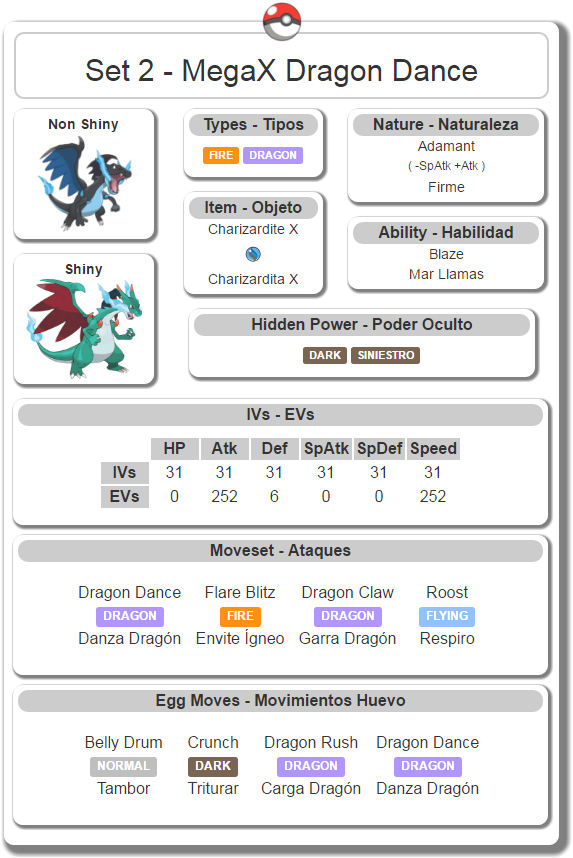 Set 2 - MegaX Dragon Dance
Non Shiny
Shiny
Types - Tipos
FIRE DRAGON
Item - Objeto
Charizardite X
Charizardita X
Nature - Naturaleza
Adamant
( -SpAtk +Atk )
Firme
Ability - Habilidad
Blaze
Mar Llamas
Hidden Power - Poder Oculto
DARK SINIESTRO
IVs - EVs
HP Atk Def SpAtk SpDef Speed
IVs 31 31 31 31 31 31
EVs 0 252 6 0 0 252
Moveset - Ataques
Dragon Dance Flare Blitz Dragon Claw Roost
DRAGON FIRE DRAGON FLYING
Danza Dragón Envite Ígneo Garra Dragón Respiro
Egg Moves - Movimientos Huevo
Belly Drum Crunch Dragon Rush Dragon Dance
NORMAL DARK DRAGON DRAGON
Tambor Triturar Carga Dragón Danza Dragón